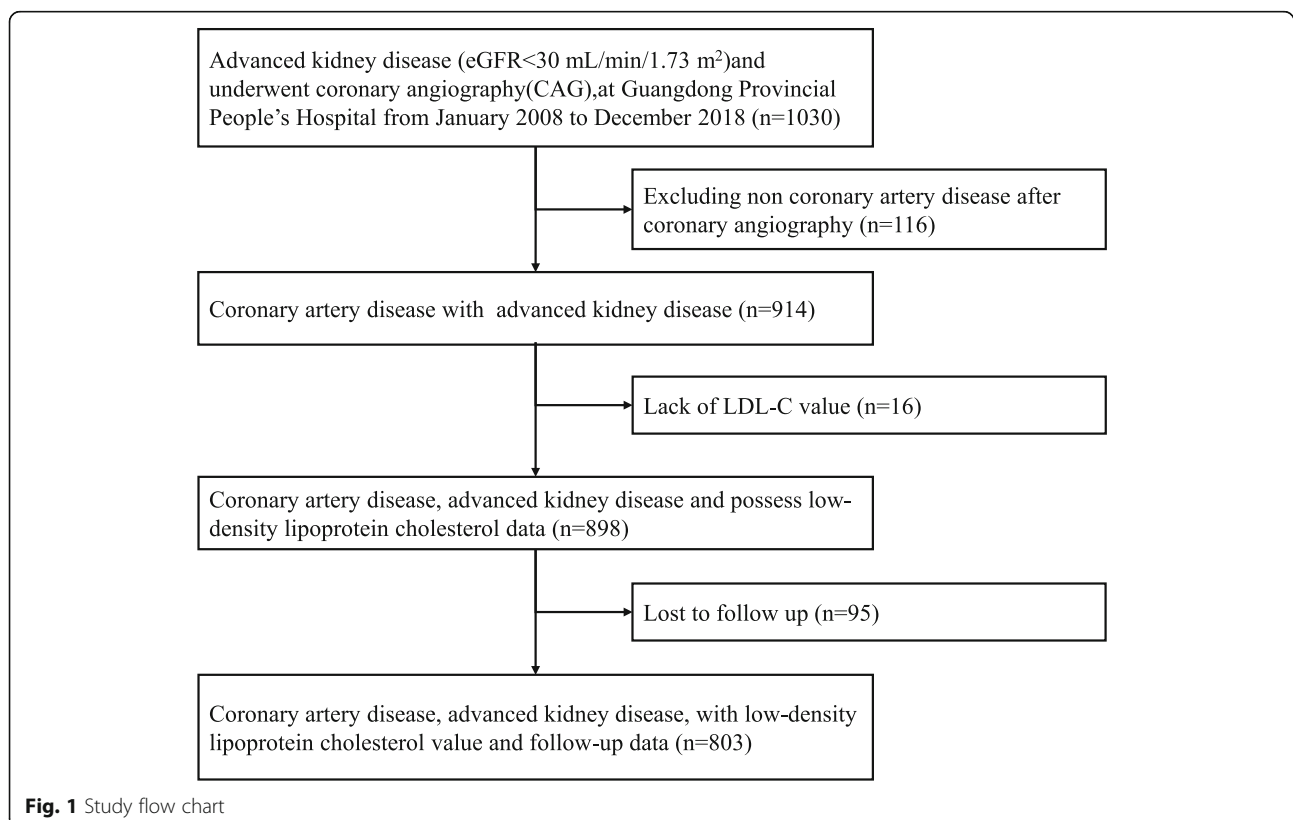 Advanced kidney disease (eGFR<30 mL/min/1.73 m²)and
underwent coronary angiography(CAG),at Guangdong Provincial
People’s Hospital from January 2008 to December 2018 (n=1030)
Excluding non coronary artery disease after
coronary angiography (n=116)
Coronary artery disease with advanced kidney disease (n=914)
Lack of LDL-C value (n=16)
Coronary artery disease, advanced kidney disease and possess low-
density lipoprotein cholesterol data (n=898)
Lost to follow up (n=95)
Coronary artery disease, advanced kidney disease, with low-density
lipoprotein cholesterol value and follow-up data (n=803)
Fig. 1 Study flow chart